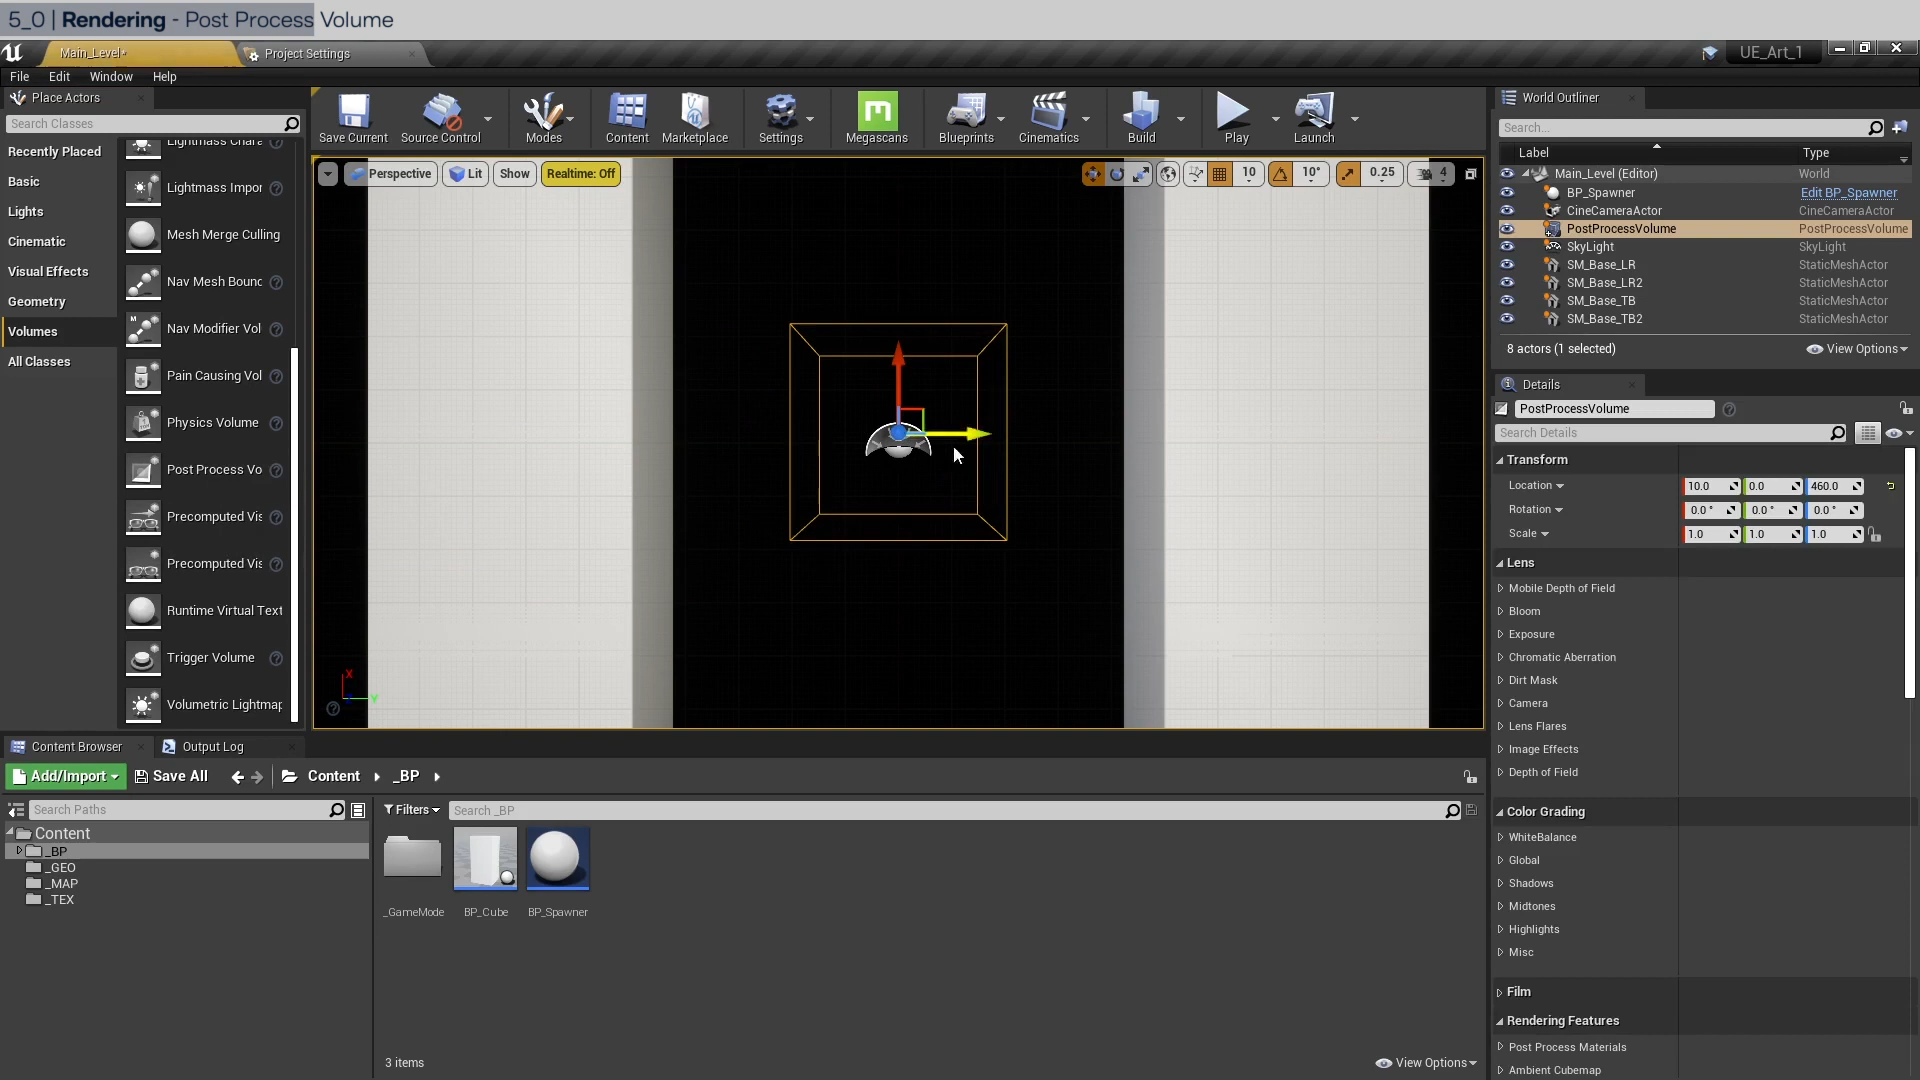 5_0 | Rendering - Post Process Volume
Main_Level*
Project Settings
UE_Art_1
File Edit Window Help
Place Actors
Search Classes
Recently Placed
Basic
Lights
Cinematic
Visual Effects
Geometry
Volumes
All Classes
Lightmass Chara
Lightmass Impor
Mesh Merge Culling
Nav Mesh Bounc
Nav Modifier Vol
Pain Causing Vol
Physics Volume
Post Process Vo
Precomputed Vis
Precomputed Vis
Runtime Virtual Text
Trigger Volume
Volumetric Lightmap
Save Current
Source Control
Modes
Content
Marketplace
Settings
Megascans
Blueprints
Cinematics
Build
Play
Launch
Perspective
Lit
Show
Realtime: Off
10
10°
0.25
4
X
Y
World Outliner
Search...
Label Type
Main_Level (Editor) World
BP_Spawner Edit BP_Spawner
CineCameraActor CineCameraActor
PostProcessVolume PostProcessVolume
SkyLight SkyLight
SM_Base_LR StaticMeshActor
SM_Base_LR2 StaticMeshActor
SM_Base_TB StaticMeshActor
SM_Base_TB2 StaticMeshActor
8 actors (1 selected)
View Options
Details
PostProcessVolume
Search Details
Transform
Location 10.0 0.0 460.0
Rotation 0.0 ° 0.0 ° 0.0 °
Scale 1.0 1.0 1.0
Lens
Mobile Depth of Field
Bloom
Exposure
Chromatic Aberration
Dirt Mask
Camera
Lens Flares
Image Effects
Depth of Field
Color Grading
WhiteBalance
Global
Shadows
Midtones
Highlights
Misc
Film
Rendering Features
Post Process Materials
Ambient Cubemap
Content Browser
Output Log
Add/Import
Save All
Content
_BP
Search Paths
Content
_BP
_GEO
_MAP
_TEX
Filters
Search _BP
_GameMode
BP_Cube
BP_Spawner
3 items
View Options